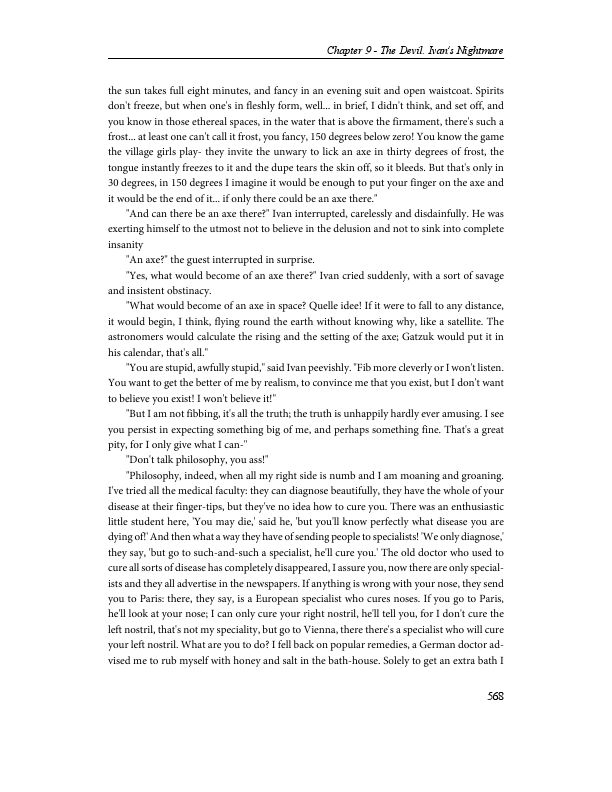 Chapter 9 - The Devil. Ivan's Nightmare
the sun takes full eight minutes, and fancy in an evening suit and open waistcoat. Spirits
don't freeze, but when one's in fleshly form, well... in brief, I didn't think, and set off, and
you know in those ethereal spaces, in the water that is above the firmament, there's such a
frost... at least one can't call it frost, you fancy, 150 degrees below zero! You know the game
the village girls play- they invite the unwary to lick an axe in thirty degrees of frost, the
tongue instantly freezes to it and the dupe tears the skin off, so it bleeds. But that's only in
30 degrees, in 150 degrees I imagine it would be enough to put your finger on the axe and
it would be the end of it... if only there could be an axe there."
"And can there be an axe there?" Ivan interrupted, carelessly and disdainfully. He was
exerting himself to the utmost not to believe in the delusion and not to sink into complete
insanity
"An axe?" the guest interrupted in surprise.
"Yes, what would become of an axe there?" Ivan cried suddenly, with a sort of savage
and insistent obstinacy.
"What would become of an axe in space? Quelle idee! If it were to fall to any distance,
it would begin, I think, flying round the earth without knowing why, like a satellite. The
astronomers would calculate the rising and the setting of the axe; Gatzuk would put it in
his calendar, that's all."
"You are stupid, awfully stupid," said Ivan peevishly. "Fib more cleverly or I won't listen.
You want to get the better of me by realism, to convince me that you exist, but I don't want
to believe you exist! I won't believe it!"
"But I am not fibbing, it's all the truth; the truth is unhappily hardly ever amusing. I see
you persist in expecting something big of me, and perhaps something fine. That's a great
pity, for I only give what I can-"
"Don't talk philosophy, you ass!"
"Philosophy, indeed, when all my right side is numb and I am moaning and groaning.
I've tried all the medical faculty: they can diagnose beautifully, they have the whole of your
disease at their finger-tips, but they've no idea how to cure you. There was an enthusiastic
little student here, 'You may die,' said he, 'but you'll know perfectly what disease you are
dying of!' And then what a way they have of sending people to specialists! 'We only diagnose,'
they say, 'but go to such-and-such a specialist, he'll cure you.' The old doctor who used to
cure all sorts of disease has completely disappeared, I assure you, now there are only special-
ists and they all advertise in the newspapers. If anything is wrong with your nose, they send
you to Paris: there, they say, is a European specialist who cures noses. If you go to Paris,
he'll look at your nose; I can only cure your right nostril, he'll tell you, for I don't cure the
left nostril, that's not my speciality, but go to Vienna, there there's a specialist who will cure
your left nostril. What are you to do? I fell back on popular remedies, a German doctor ad-
vised me to rub myself with honey and salt in the bath-house. Solely to get an extra bath I
568